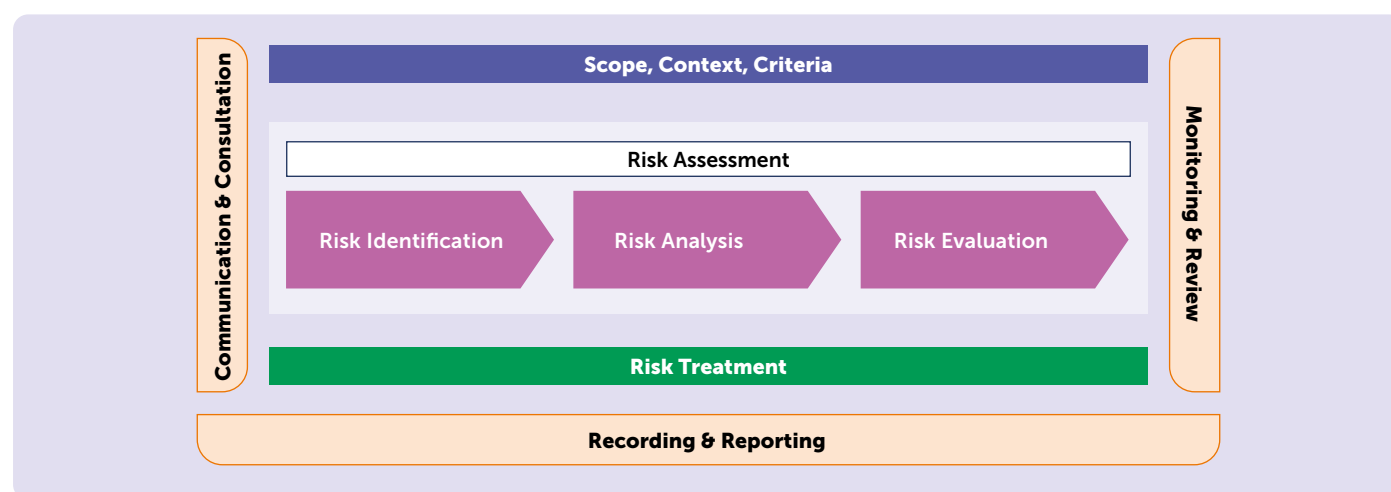 Communication & Consultation
Scope, Context, Criteria
Risk Assessment
Risk Identification
Risk Analysis
Risk Evaluation
Risk Treatment
Monitoring & Review
Recording & Reporting